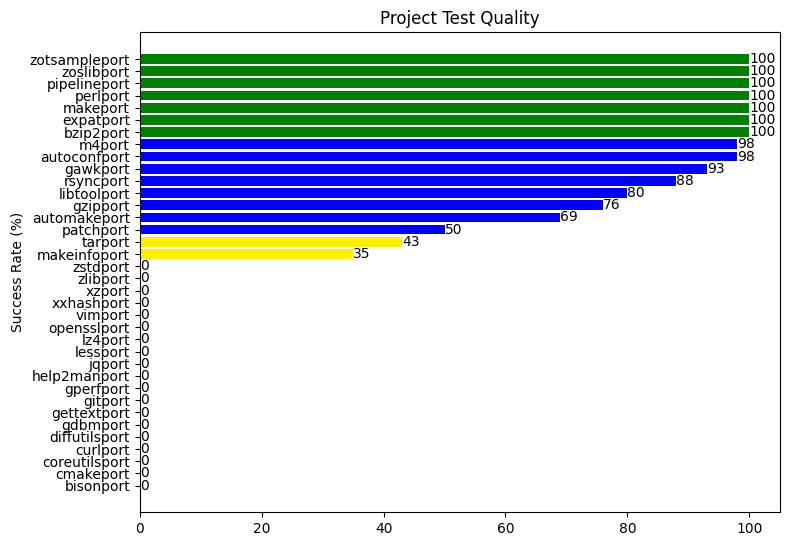 Project Test Quality
Success Rate (%)
zotsampleport 100
zoslibport 100
pipelineport 100
perlport 100
makeport 100
expatport 100
bzip2port 100
m4port 98
autoconfport 98
gawkport 93
rsyncport 88
libtoolport 80
gzipport 76
automakeport 69
patchport 50
tarport 43
makeinfoport 35
zstdport 0
zlibport 0
xzport 0
xxhashport 0
vimport 0
opensslport 0
lz4port 0
lessport 0
jqport 0
help2manport 0
gperfport 0
gitport 0
gettextport 0
gdbmport 0
diffutilsport 0
curlport 0
coreutilsport 0
cmakeport 0
bisonport 0
0 20 40 60 80 100